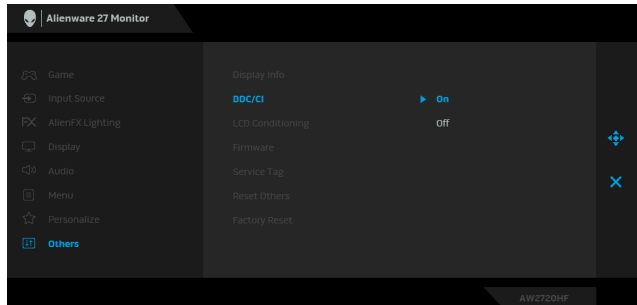 Alienware 27 Monitor
Game
Input Source
FX AlienFX Lighting
Display
Audio
Menu
Personalize
Others
Display Info
DDC/CI
LCD Conditioning
Firmware
Service Tag
Reset Others
Factory Reset
On
Off
AW2720HF